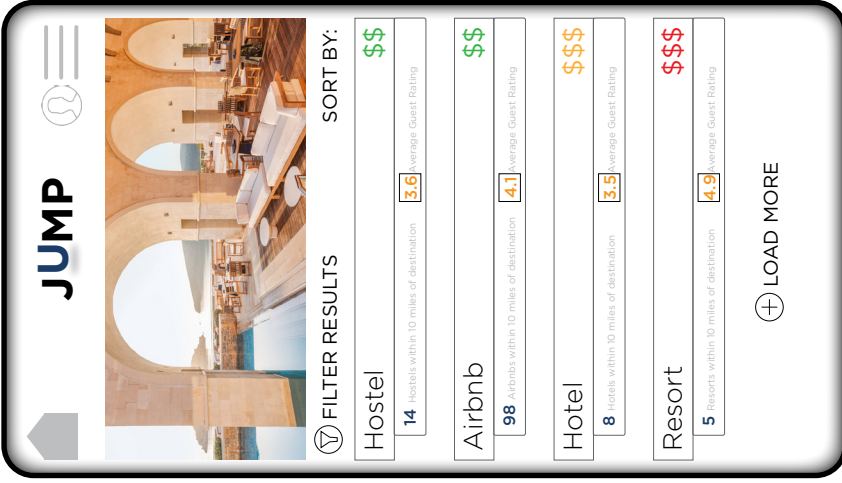 JUMP
FILTER RESULTS SORT BY:
Hostel $$
14 Hostels within 10 miles of destination 3.6 Average Guest Rating
Airbnb $$
98 Airbnbs within 10 miles of destination 4.1 Average Guest Rating
Hotel $$$
8 Hotels within 10 miles of destination 3.5 Average Guest Rating
Resort $$$
5 Resorts within 10 miles of destination 4.9 Average Guest Rating
LOAD MORE